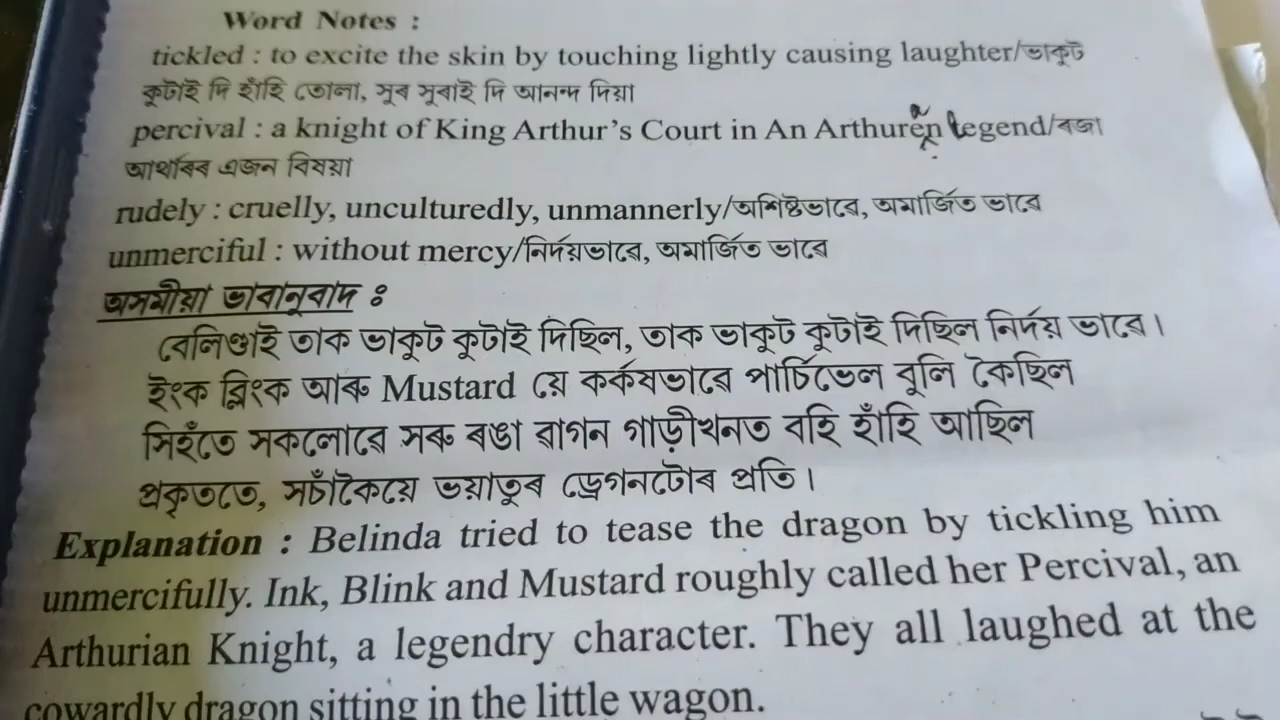 Word Notes :
tickled : to excite the skin by touching lightly causing laughter/ভাকুট
কুটাই দি হাঁহি তোলা, সুৰ সুৰাই দি আনন্দ দিয়া
percival : a knight of King Arthur's Court in An Arthuren legend/ৰজা
আৰ্থাৰৰ এজন বিষয়া
rudely : cruelly, unculturedly, unmannerly/অশিষ্টভাৱে, অমাৰ্জিত ভাৱে
unmerciful : without mercy/নিৰ্দয়ভাৱে, অমাৰ্জিত ভাৱে
অসমীয়া ভাবানুবাদ ঃ
বেলিণ্ডাই তাক ভাকুট কুটাই দিছিল, তাক ভাকুট কুটাই দিছিল নিৰ্দয় ভাৱে।
ইংক ব্লিংক আৰু Mustard য়ে কৰ্কষভাৱে পাৰ্চিভেল বুলি কৈছিল
সিহঁতে সকলোৱে সৰু ৰঙা ৱাগন গাড়ীখনত বহি হাঁহি আছিল
প্ৰকৃততে, সচাঁকৈয়ে ভয়াতুৰ ড্ৰেগনটোৰ প্ৰতি।
Explanation : Belinda tried to tease the dragon by tickling him
unmercifully. Ink, Blink and Mustard roughly called her Percival, an
Arthurian Knight, a legendry character. They all laughed at the
cowardly dragon sitting in the little wagon.